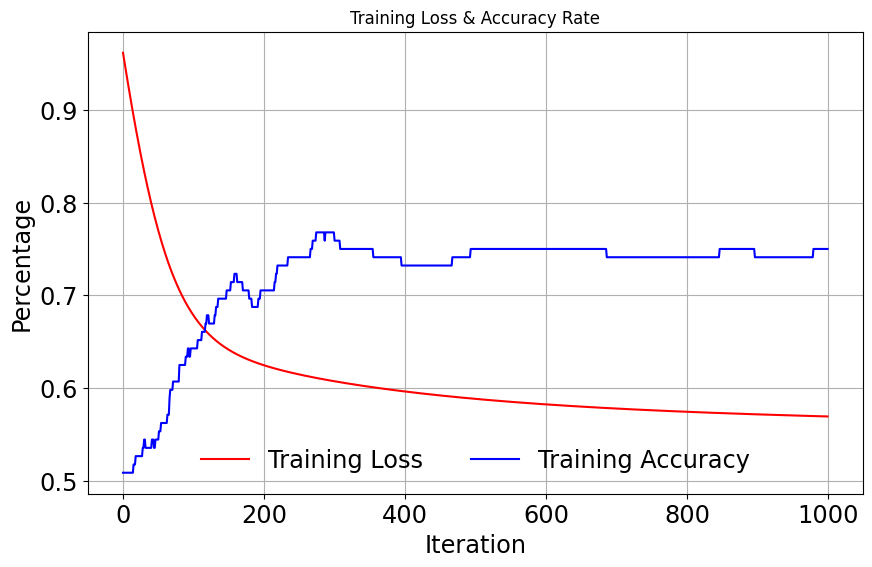 Training Loss & Accuracy Rate
Percentage
0.9
0.8
0.7
0.6
0.5
Training Loss
Training Accuracy
0
200
400
600
800
1000
Iteration